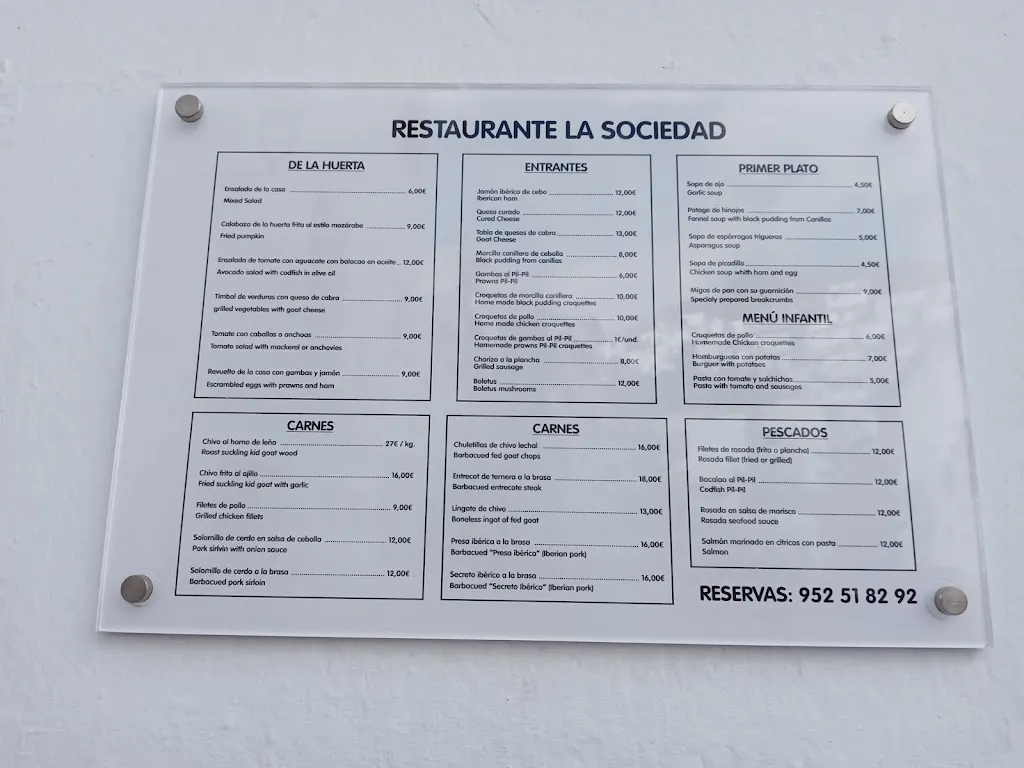 RESTAURANTE LA SOCIEDAD
DE LA HUERTA
Ensalada de la casa ........ 6,00€
Mixed Salad
Calabaza de la huerta frita al estilo mozárabe ........ 9,00€
Fried pumpkin
Ensalada de tomate con aguacate con balacao en aceite .. 12,00€
Avocado salad with codfish in olive oil
Timbal de verduras con queso de cabra ........ 9,00€
grilled vegetables with goat cheese
Tomate con caballas o anchoas ........ 9,00€
Tomato salad with mackerel or anchovies
Revuelto de la casa con gambas y jamón ........ 9,00€
Escrambled eggs with prawns and ham
ENTRANTES
Jamón ibérico de cebo ........ 12,00€
Iberican ham
Queso curado ........ 12,00€
Cured Cheese
Tabla de quesos de cabra ........ 13,00€
Goat Cheese
Morcilla canillera de cebolla ........ 8,00€
Black pudding from canillas
Gambas al Pil-Pil ........ 6,00€
Prawns Pil-Pil
Croquetas de morcilla canillera ........ 10,00€
Home made black pudding croquettes
Croquetas de pollo ........ 10,00€
Home made chicken croquettes
Croquetas de gambas al Pil-Pil ........ 1€/und.
Homemade prawns Pil-Pil croquettes
Chorizo a la plancha ........ 8,00€
Grilled sausage
Boletus ........ 12,00€
Boletus mushrooms
PRIMER PLATO
Sopa de ajo ........ 4,50€
Garlic soup
Potage de hinojos ........ 7,00€
Fennel soup with black pudding from Canillas
Sopa de espárragos trigueros ........ 5,00€
Asparagus soup
Sopa de picadillo ........ 4,50€
Chicken soup whith ham and egg
Migas de pan con su guarnición ........ 9,00€
Specialy prepared breakcrumbs
MENÚ INFANTIL
Croquetas de pollo ........ 6,00€
Homemade Chicken croquettes
Hamburguesa con patatas ........ 7,00€
Burguer with potatoes
Pasta con tomate y salchichas ........ 5,00€
Pasta with tomato and sausages
CARNES
Chivo al horno de leña ........ 27€ / kg.
Roast suckling kid goat wood
Chivo frito al ajillo ........ 16,00€
Fried suckling kid goat with garlic
Filetes de pollo ........ 9,00€
Grilled chicken fillets
Solomillo de cerdo en salsa de cebolla ........ 12,00€
Pork sirlvin with onion sauce
Solomillo de cerdo a la brasa ........ 12,00€
Barbacued pork sirloin
CARNES
Chuletillas de chivo lechal ........ 16,00€
Barbacued fed goat chops
Entrecot de ternera a la brasa ........ 18,00€
Barbacued entrecote steak
Lingote de chivo ........ 13,00€
Boneless ingot of fed goat
Presa ibérica a la brasa ........ 16,00€
Barbacued "Presa ibérica" (Iberian pork)
Secreto ibérico a la brasa ........ 16,00€
Barbacued "Secreto Ibérico" (Iberian pork)
PESCADOS
Filetes de rosada (frito o plancha) ........ 12,00€
Rosada fillet (fried or grilled)
Bacalao al Pil-Pil ........ 12,00€
Codfish Pil-Pil
Rosada en salsa de marisco ........ 12,00€
Rosada seafood sauce
Salmón marinado en cítricos con pasta ........ 12,00€
Salmon
RESERVAS: 952 51 82 92